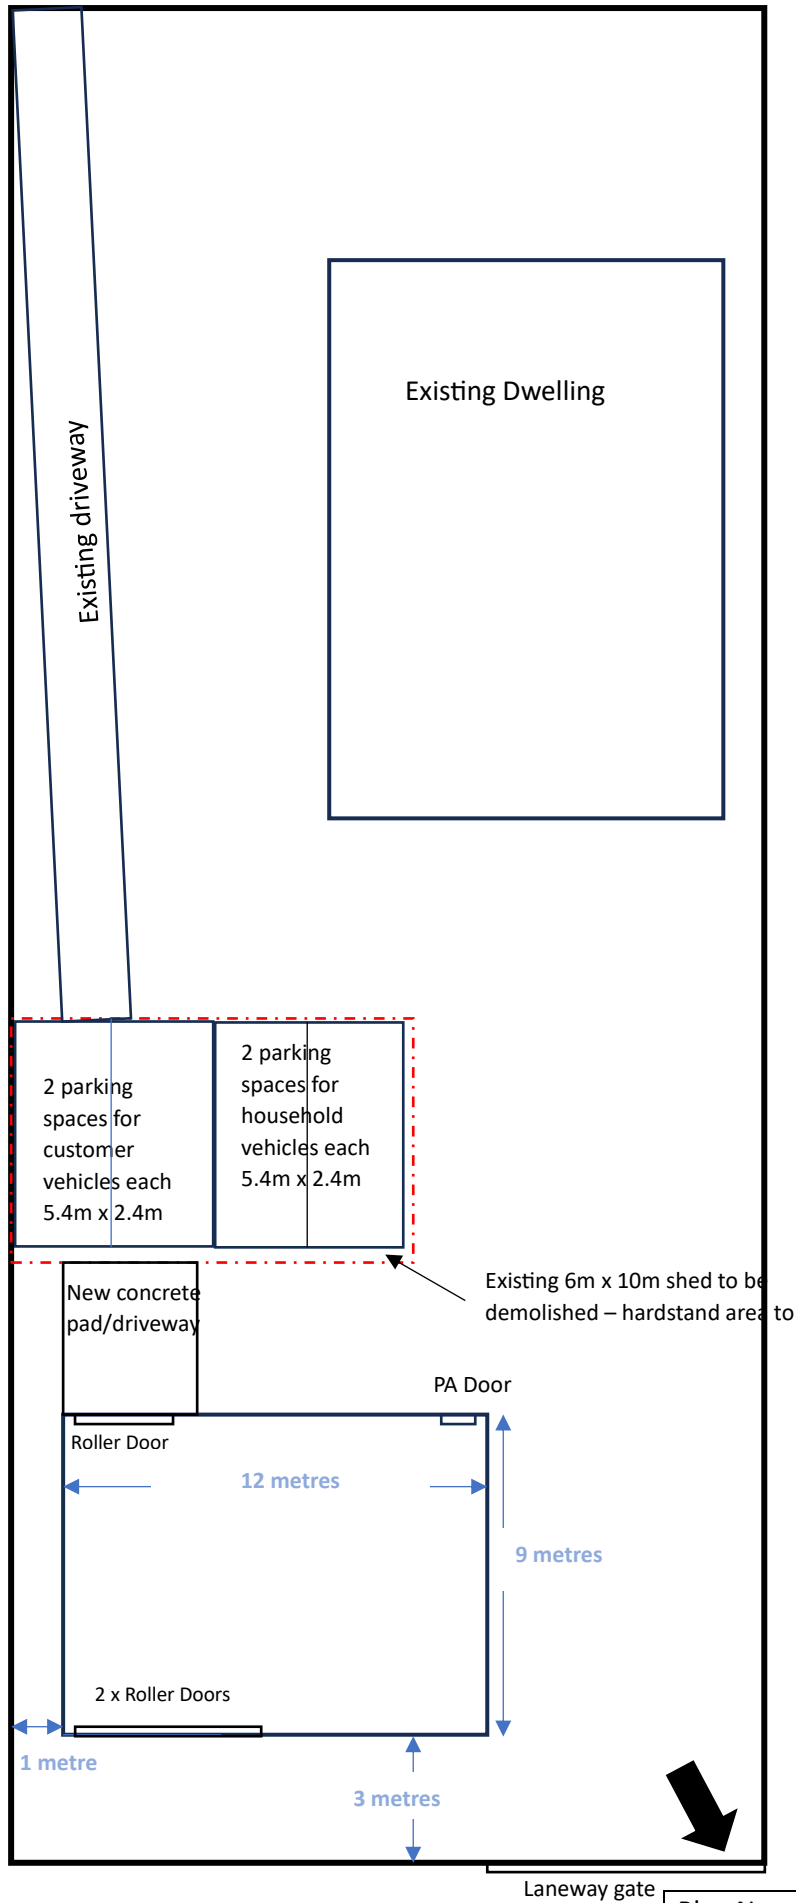 Existing Dwelling
Existing driveway
2 parking
spaces for
customer
vehicles each
5.4m x 2.4m
2 parking
spaces for
household
vehicles each
5.4m x 2.4m
Existing 6m x 10m shed to be
demolished – hardstand area to
New concrete
pad/driveway
PA Door
Roller Door
12 metres
9 metres
2 x Roller Doors
1 metre
3 metres
Laneway gate